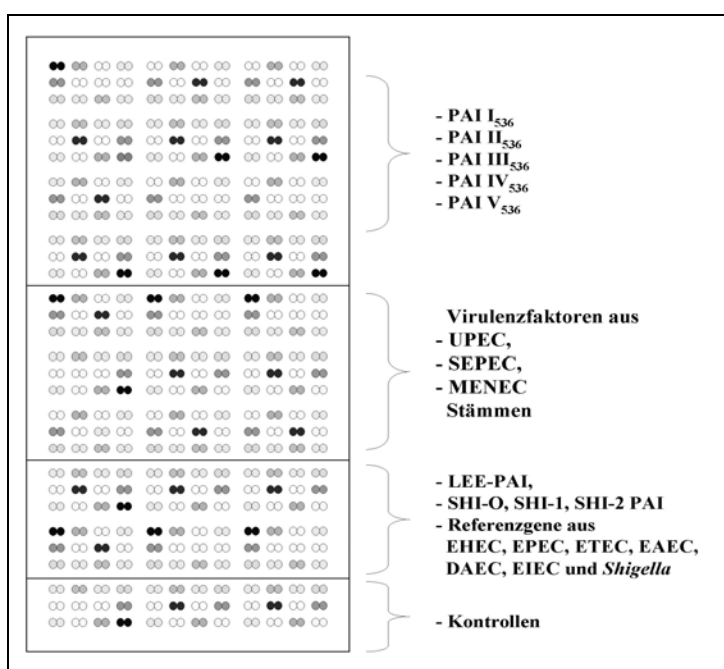 - PAI I536
- PAI II536
- PAI III536
- PAI IV536
- PAI V536
Virulenzfaktoren aus
- UPEC,
- SEPEC,
- MENEC
Stämmen
- LEE-PAI,
- SHI-O, SHI-1, SHI-2 PAI
- Referenzgene aus
EHEC, EPEC, ETEC, EAEC,
DAEC, EIEC und Shigella
- Kontrollen